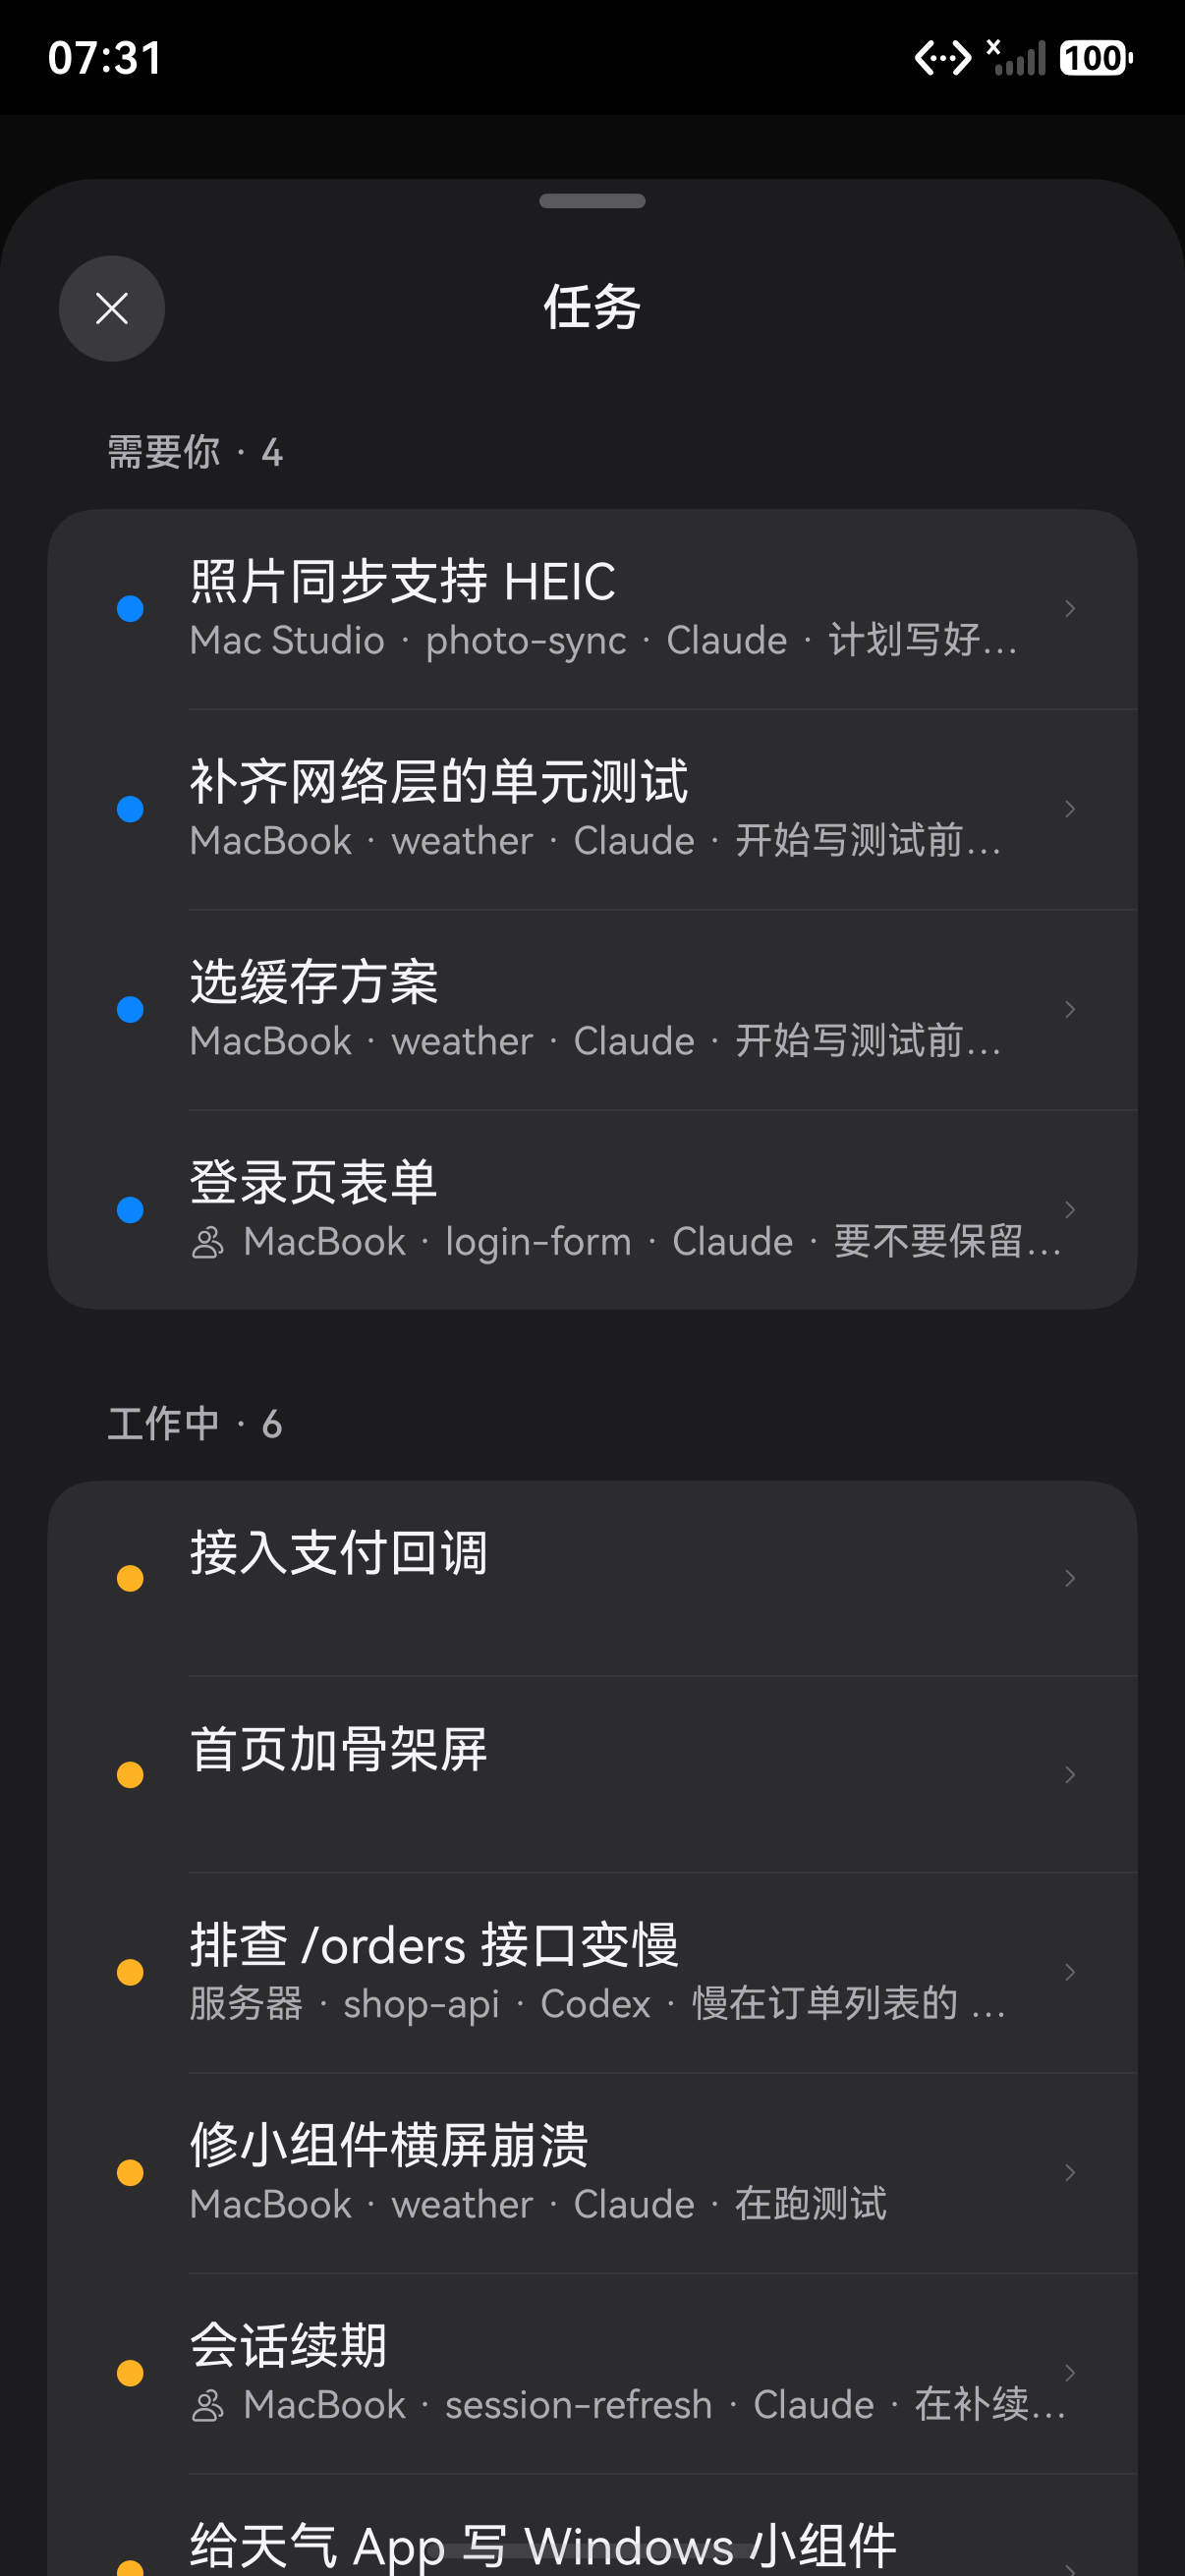 07:31
100
任务
需要你 · 4
照片同步支持 HEIC
Mac Studio · photo-sync · Claude · 计划写好…
补齐网络层的单元测试
MacBook · weather · Claude · 开始写测试前…
选缓存方案
MacBook · weather · Claude · 开始写测试前…
登录页表单
MacBook · login-form · Claude · 要不要保留…
工作中 · 6
接入支付回调
首页加骨架屏
排查 /orders 接口变慢
服务器 · shop-api · Codex · 慢在订单列表的 …
修小组件横屏崩溃
MacBook · weather · Claude · 在跑测试
会话续期
MacBook · session-refresh · Claude · 在补续…
给天气 App 写 Windows 小组件